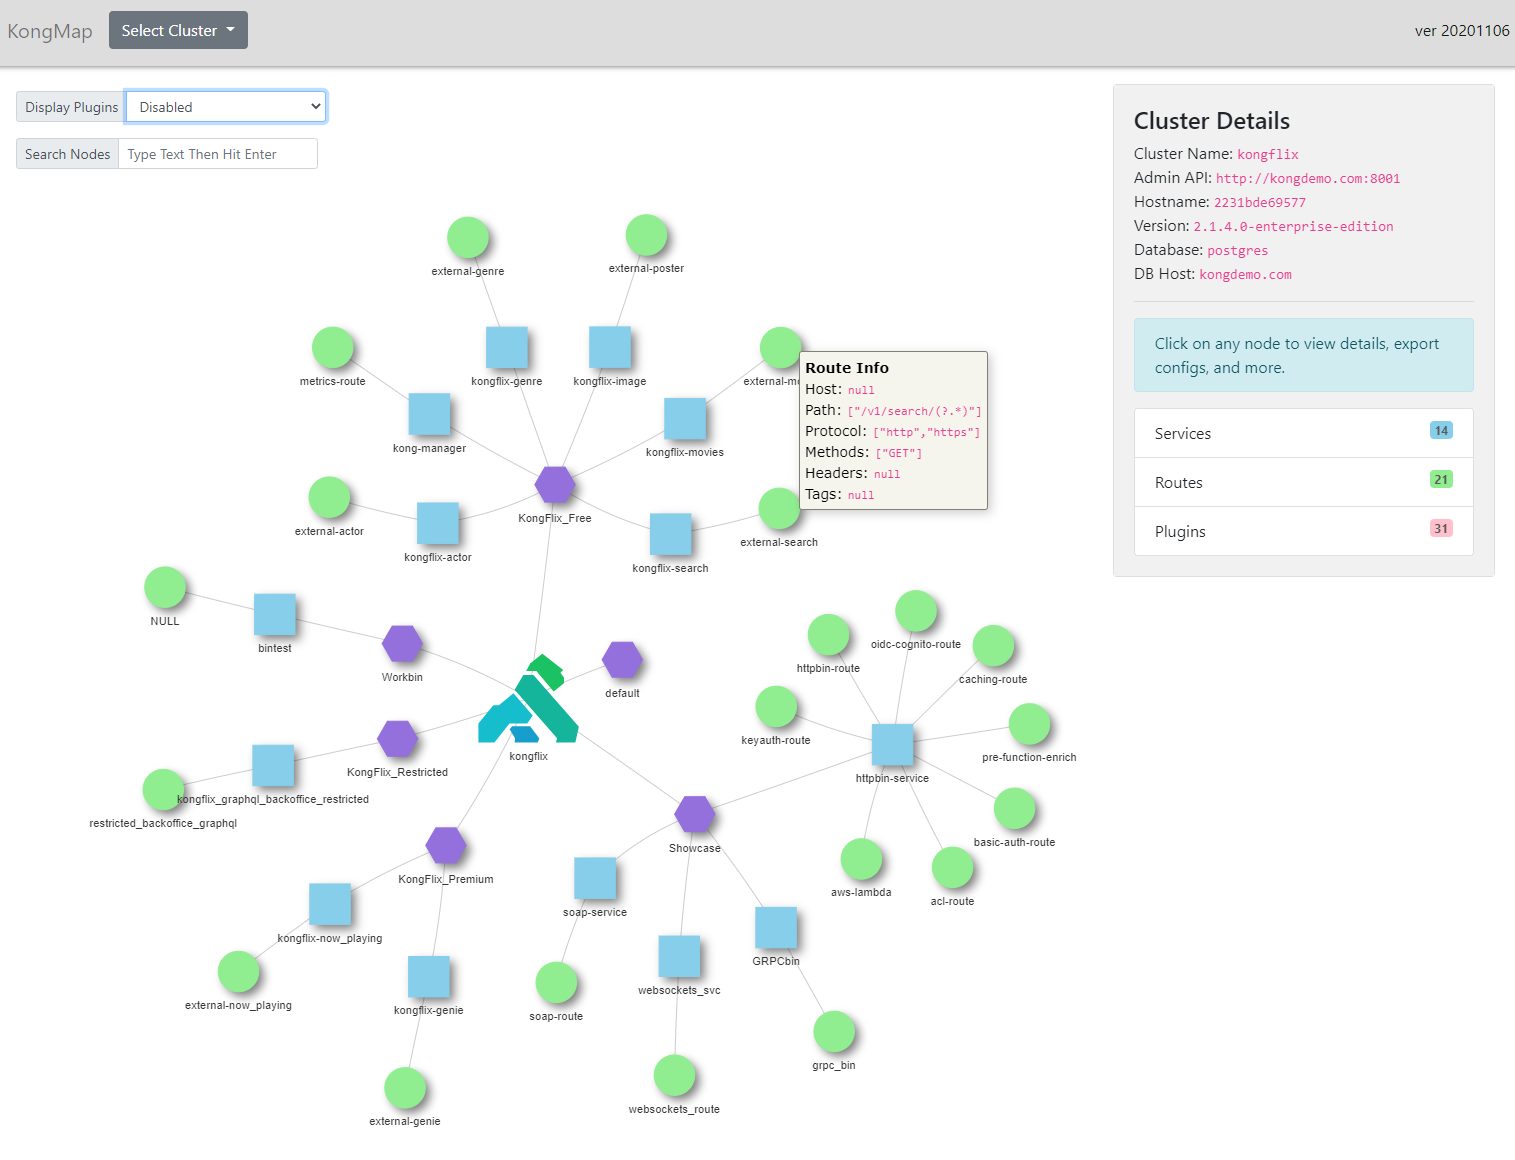 KongMap
Select Cluster
ver 20201106
Display Plugins
Disabled
Search Nodes
Type Text Then Hit Enter
Cluster Details
Cluster Name: kongflix
Admin API: http://kongdemo.com:8001
Hostname: 2231bde69577
Version: 2.1.4.0-enterprise-edition
Database: postgres
DB Host: kongdemo.com
Click on any node to view details, export
configs, and more.
Services 14
Routes 21
Plugins 31
external-genre
external-poster
metrics-route
kongflix-genre
kongflix-image
external-m
Route Info
Host: null
Path: ["/v1/search/(?.*)"]
Protocol: ["http","https"]
Methods: ["GET"]
Headers: null
Tags: null
kong-manager
kongflix-movies
KongFlix_Free
external-actor
kongflix-actor
kongflix-search
external-search
NULL
bintest
Workbin
default
kongflix
KongFlix_Restricted
kongflix_graphql_backoffice_restricted
restricted_backoffice_graphql
KongFlix_Premium
kongflix-now_playing
external-now_playing
kongflix-genie
external-genie
Showcase
soap-service
soap-route
websockets_svc
websockets_route
GRPCbin
grpc_bin
httpbin-route
oidc-cognito-route
caching-route
keyauth-route
httpbin-service
pre-function-enrich
basic-auth-route
aws-lambda
acl-route